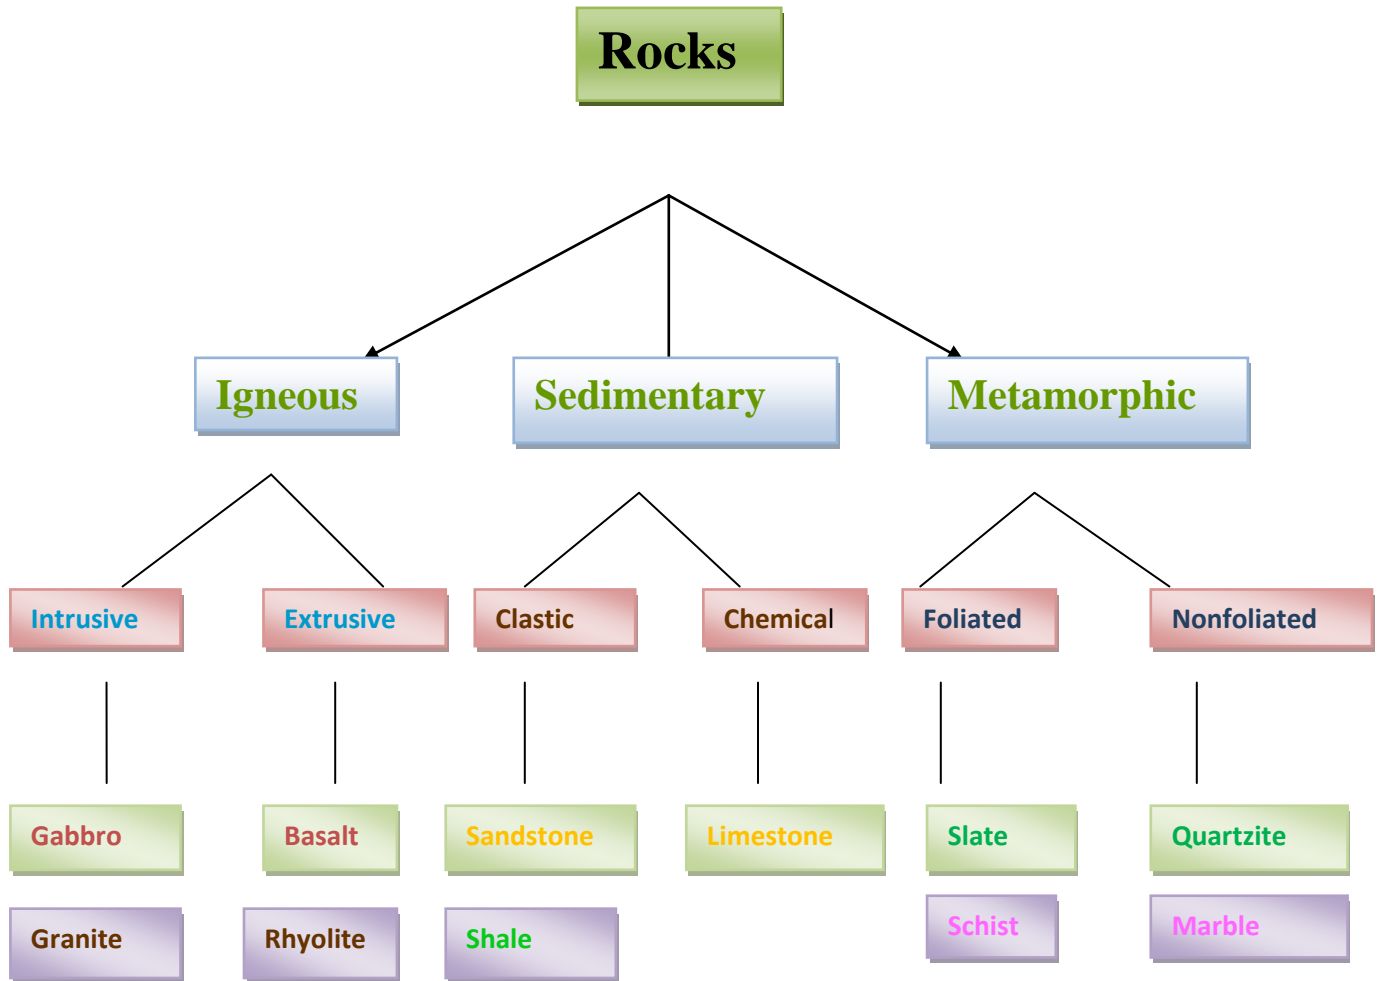 Rocks
Igneous
Sedimentary
Metamorphic
Intrusive
Extrusive
Clastic
Chemical
Foliated
Nonfoliated
Gabbro
Basalt
Sandstone
Limestone
Slate
Quartzite
Granite
Rhyolite
Shale
Schist
Marble